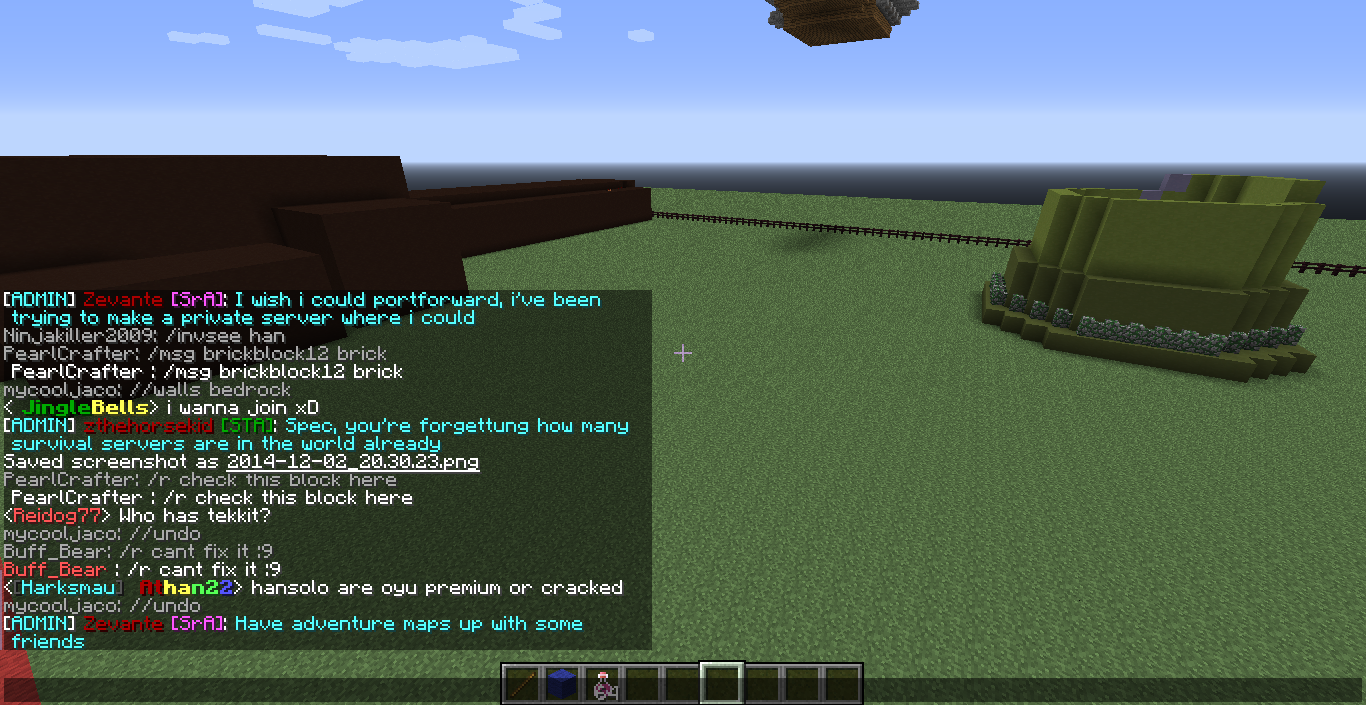 [ADMIN] Zevante [SrA]: I wish i could portforward, i've been
trying to make a private server where i could
Ninjakiller2009: /invsee han
PearlCrafter: /msg brickblock12 brick
PearlCrafter : /msg brickblock12 brick
mycooljaco: //walls bedrock
< JingleBells> i wanna join xD
[ADMIN] zthehorsekid [STA]: Spec, you're forgettung how many
survival servers are in the world already
Saved screenshot as 2014-12-02_20.30.23.png
PearlCrafter: /r check this block here
PearlCrafter : /r check this block here
<Reidog77> Who has tekkit?
mycooljaco: //undo
Buff_Bear: /r cant fix it :9
Buff_Bear : /r cant fix it :9
<[Harksmau] Athan22> hansolo are oyu premium or cracked
mycooljaco: //undo
[ADMIN] Zevante [SrA]: Have adventure maps up with some
friends
64